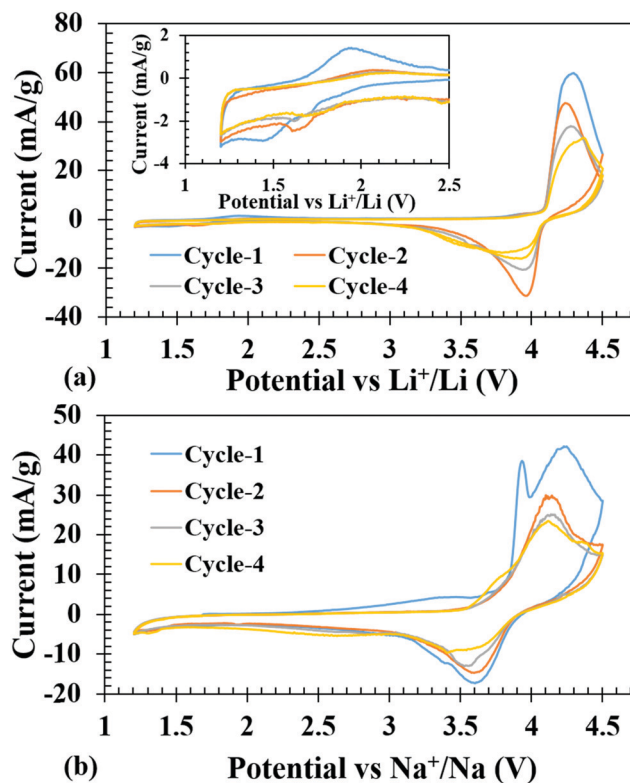 80
60
40
20
0
-20
-40
Current (mA/g)
2
0
-2
-4
Current (mA/g)
1 1.5 2 2.5
Potential vs Li⁺/Li (V)
Cycle-1 Cycle-2
Cycle-3 Cycle-4
1 1.5 2 2.5 3 3.5 4 4.5
(a) Potential vs Li⁺/Li (V)
50
40
30
20
10
0
-10
-20
Current (mA/g)
Cycle-1
Cycle-2
Cycle-3
Cycle-4
1 1.5 2 2.5 3 3.5 4 4.5
(b) Potential vs Na⁺/Na (V)